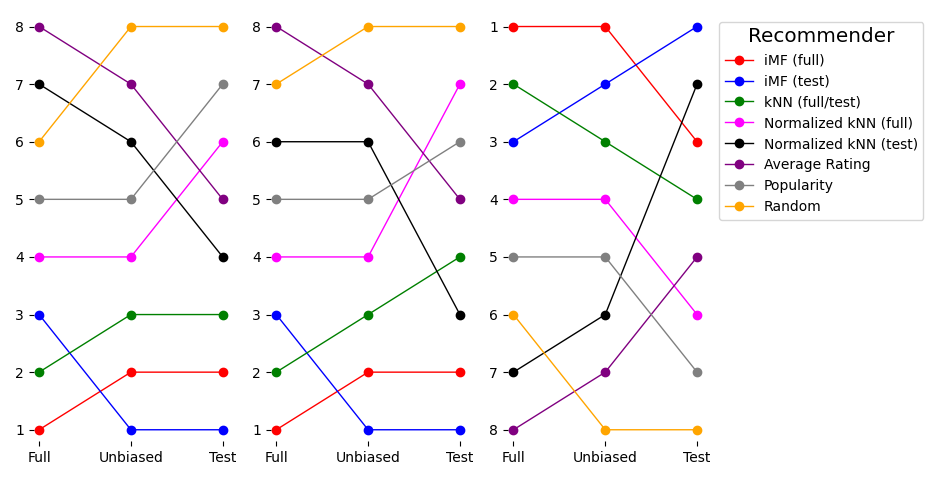 8
7
6
5
4
3
2
1
Full Unbiased Test
8
7
6
5
4
3
2
1
Full Unbiased Test
1
2
3
4
5
6
7
8
Full Unbiased Test
Recommender
iMF (full)
iMF (test)
kNN (full/test)
Normalized kNN (full)
Normalized kNN (test)
Average Rating
Popularity
Random